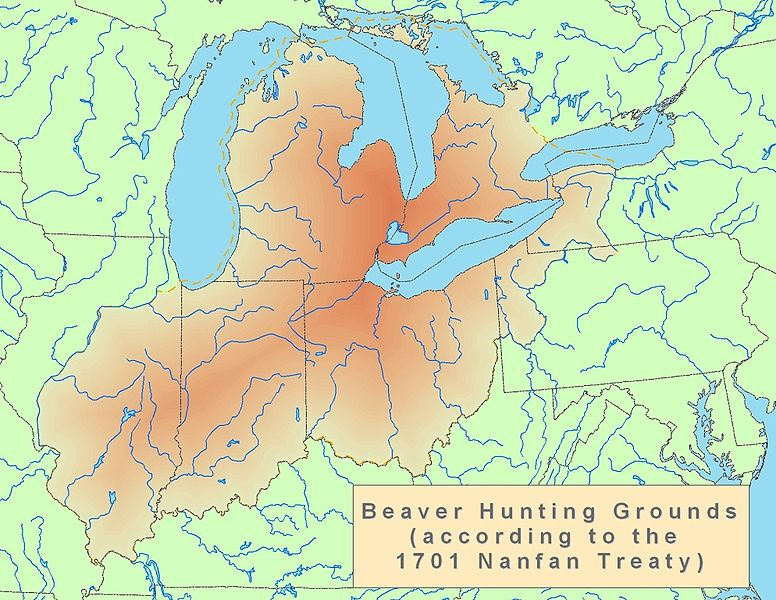 Beaver Hunting Grounds
(according to the
1701 Nanfan Treaty)